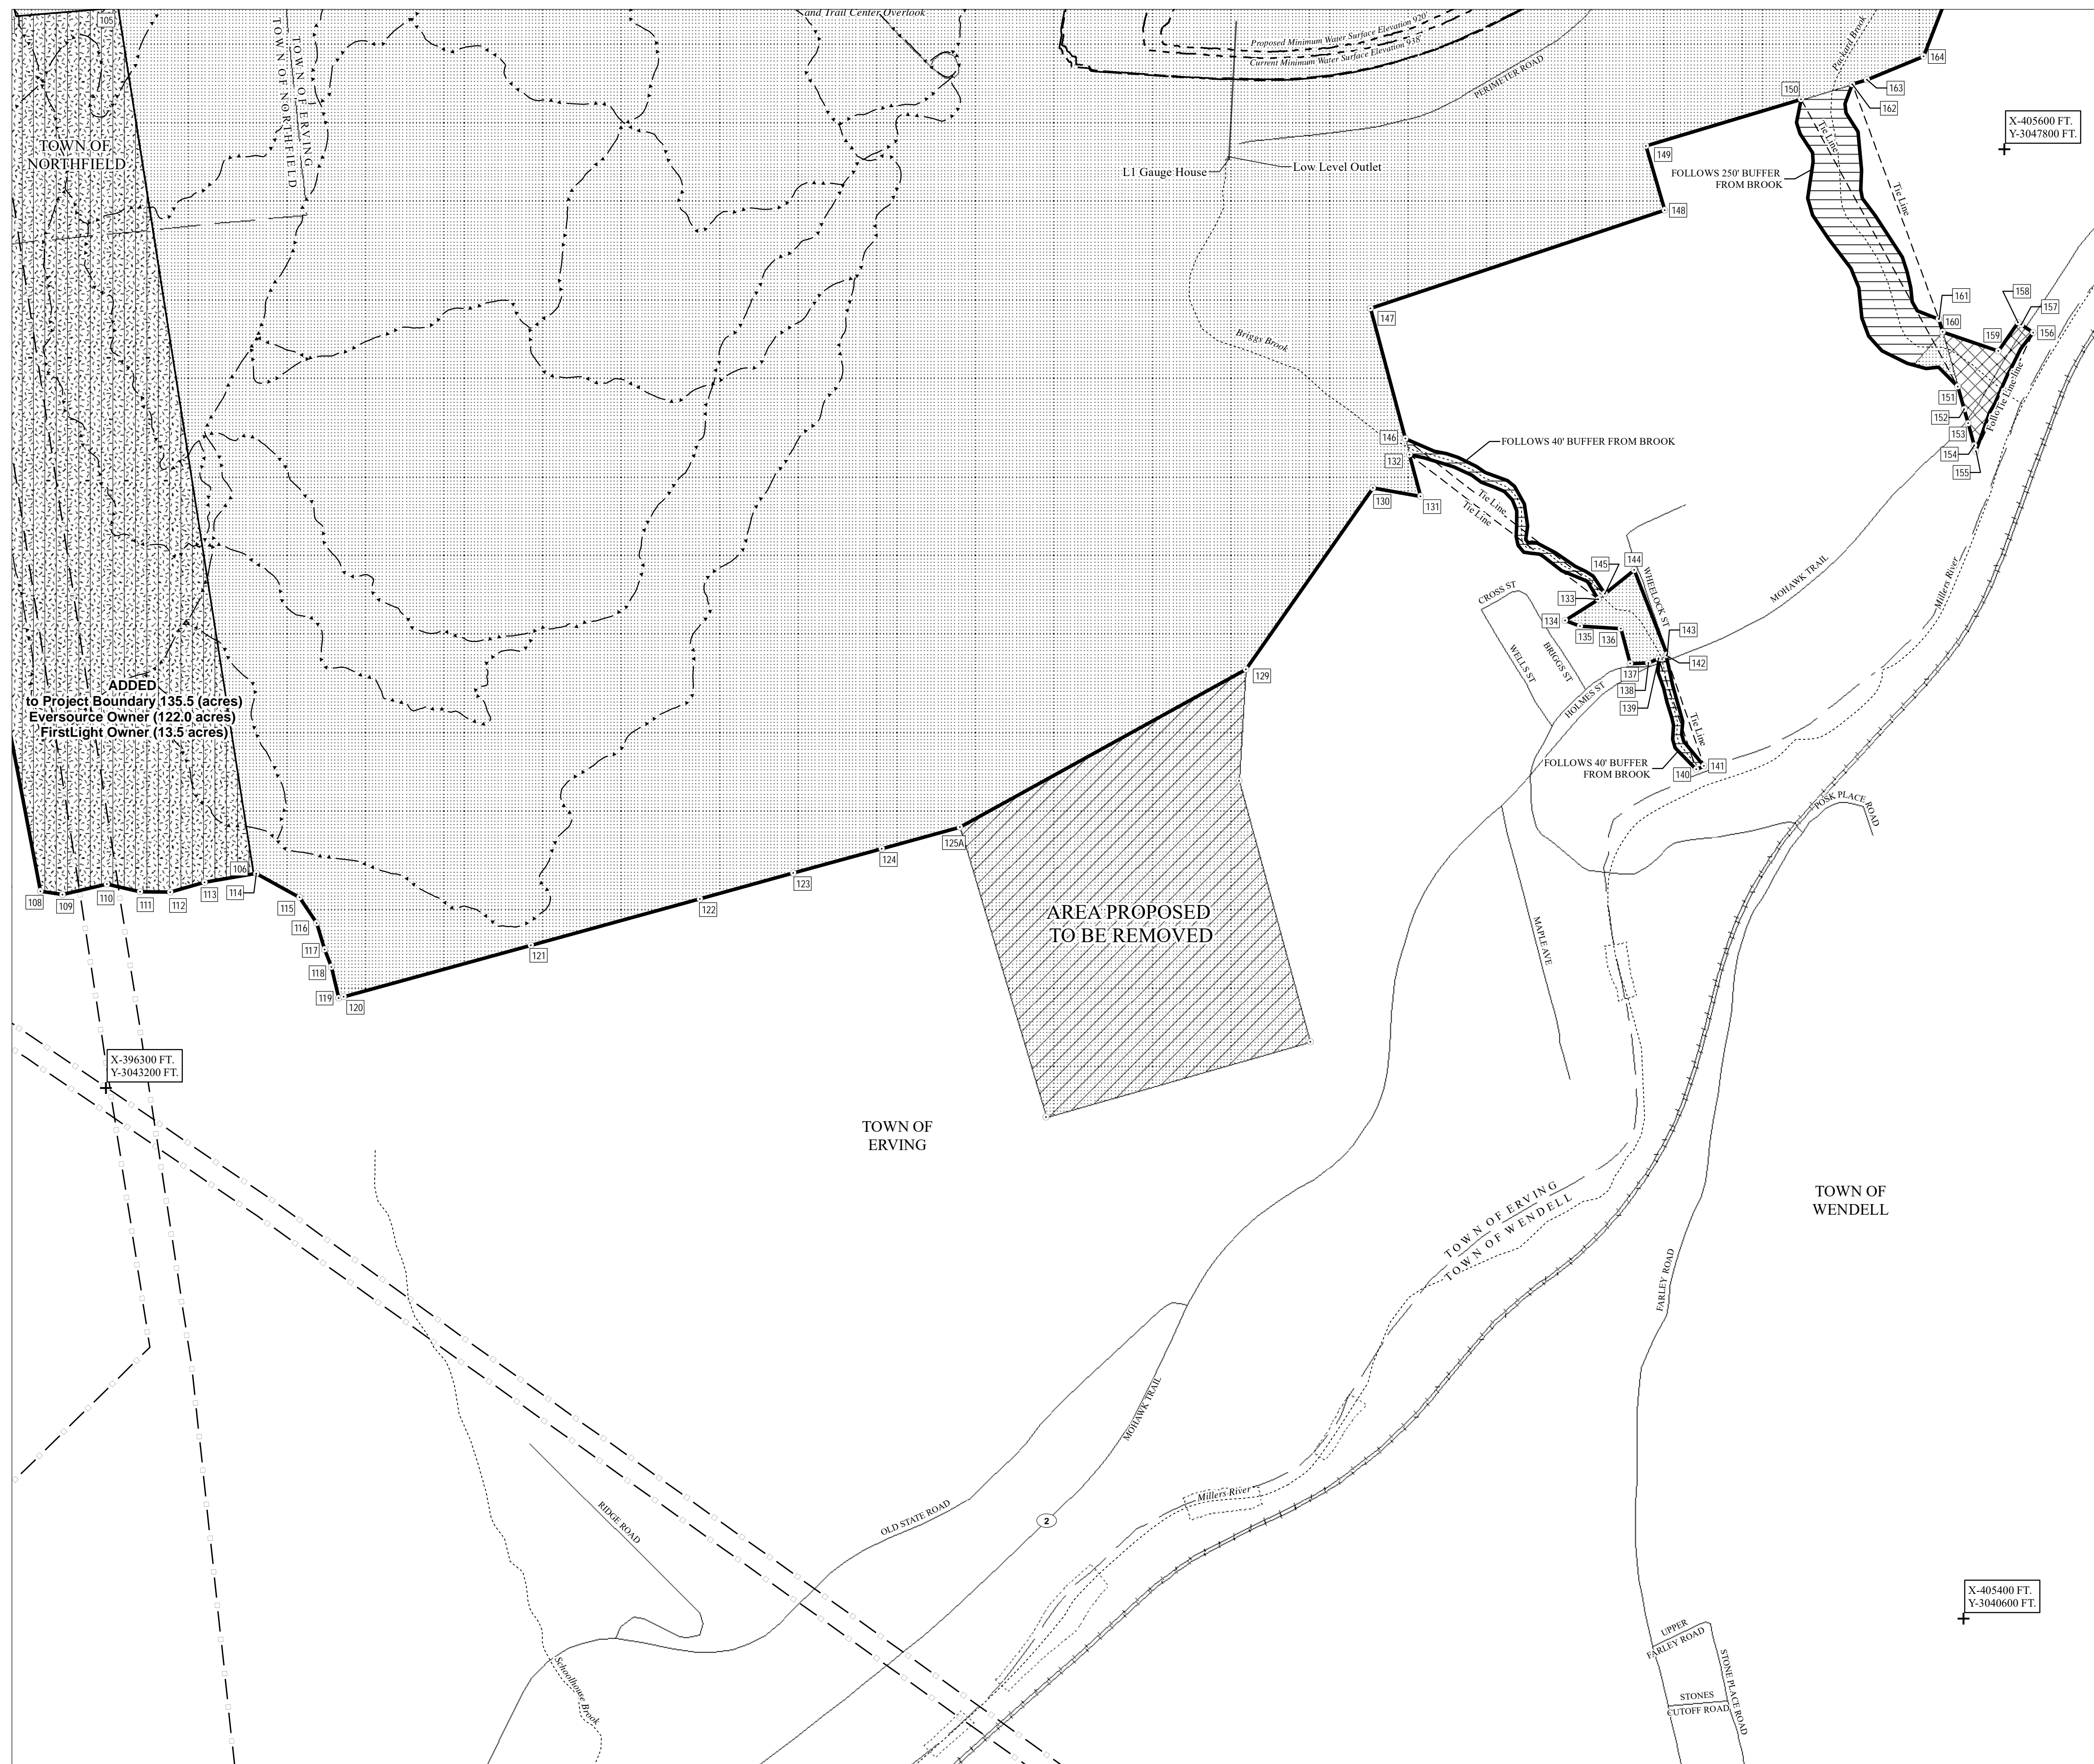 105
and Trail Center Overlook
Proposed Minimum Water Surface Elevation 920'
Current Minimum Water Surface Elevation 938'
PERIMETER ROAD
Packard Brook
164
163
162
150
X-405600 FT.
Y-3047800 FT.
TOWN OF NORTHFIELD
TOWN OF ERVING
TOWN OF
NORTHFIELD
149
L1 Gauge House
Low Level Outlet
FOLLOWS 250' BUFFER
FROM BROOK
Tie Line
Tie Line
148
147
Briggs Brook
161
160
158
157
156
159
151
152
153
154
155
Tie Line
146
132
FOLLOWS 40' BUFFER FROM BROOK
130
131
Tie Line
Tie Line
145
144
133
134
135
136
WHEELOCK ST
CROSS ST
WELLS ST
BRIGGS ST
HOLMES ST
MOHAWK TRAIL
Millers River
143
142
137
138
139
Tie Line
FOLLOWS 40' BUFFER
FROM BROOK
140
141
POSK PLACE ROAD
ADDED
to Project Boundary 135.5 (acres)
Eversource Owner (122.0 acres)
FirstLight Owner (13.5 acres)
129
125A
124
123
122
121
106
114
108
109
110
111
112
113
115
116
117
118
119
120
AREA PROPOSED
TO BE REMOVED
MAPLE AVE
X-396300 FT.
Y-3043200 FT.
TOWN OF
ERVING
TOWN OF ERVING
TOWN OF WENDELL
TOWN OF
WENDELL
FARLEY ROAD
MOHAWK TRAIL
OLD STATE ROAD
RIDGE ROAD
2
Millers River
Schoolhouse Brook
X-405400 FT.
Y-3040600 FT.
UPPER
FARLEY ROAD
STONE PLACE ROAD
STONES
CUTOFF ROAD